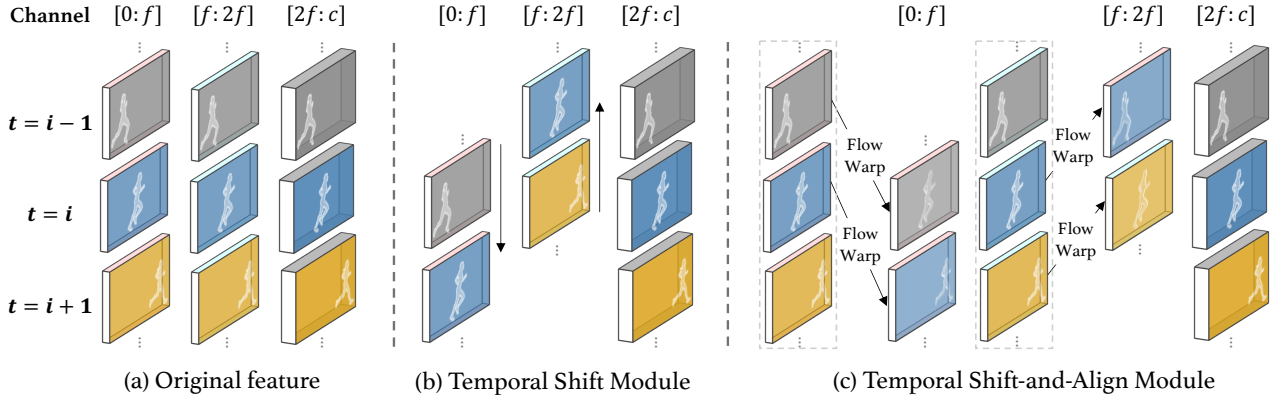 Channel [0: f] [f: 2f] [2f: c] [0: f] [f: 2f] [2f: c] [0: f] [f: 2f] [2f: c]
t = i − 1
Flow Warp
Flow Warp
t = i
Flow Warp
Flow Warp
t = i + 1
(a) Original feature
(b) Temporal Shift Module
(c) Temporal Shift-and-Align Module